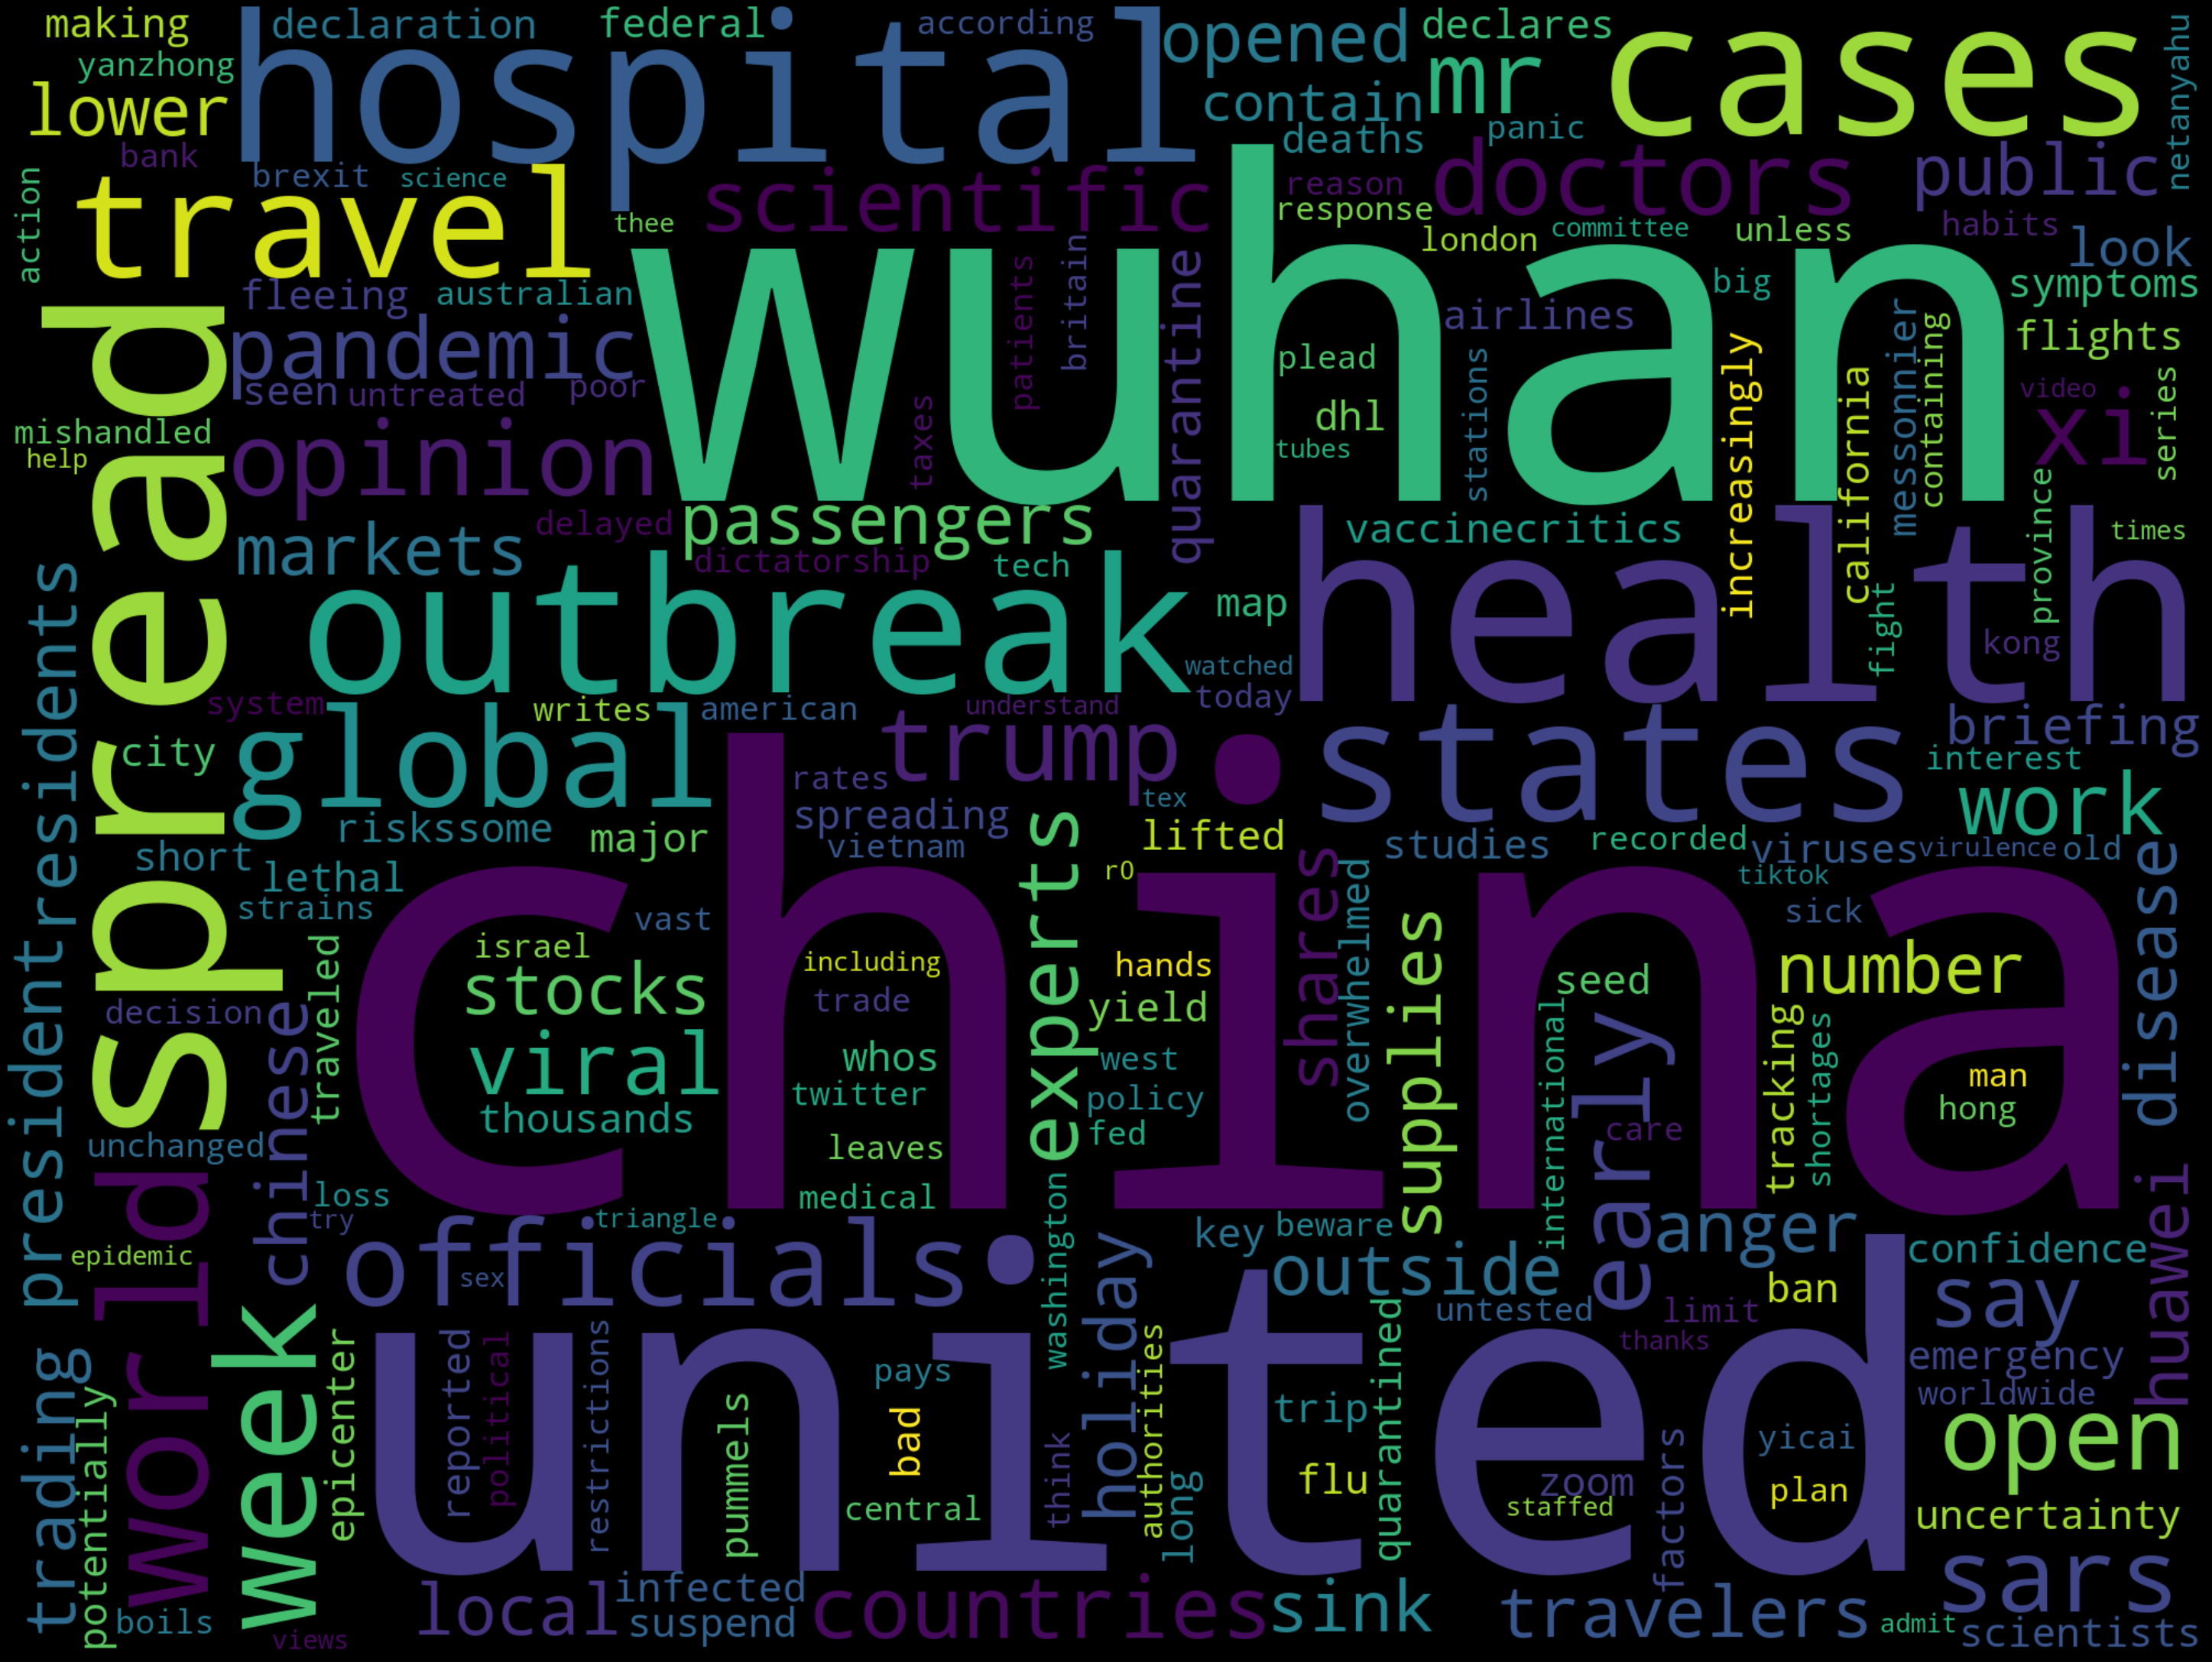 making
declaration
federal
according
opened
declares
cases
netanyahu
yanzhong
hospital
mr
lower
contain
deaths
panic
bank
brexit
science
travel
scientific
doctors
public
action
thee
reason
response
london
committee
unless
habits
look
wuhan
fleeing
australian
patients
britain
quarantine
airlines
big
symptoms
pandemic
seen
untreated
poor
plead
stations
increasingly
california
messonnier
containing
flights
video
xi
series
mishandled
help
opinion
taxes
dhl
tubes
spread
markets
delayed
passengers
dictatorship
tech
vaccinecritics
province
times
outbreak
map
health
fight
kong
watched
today
residents
system
writes
american
understand
city
global
trump
states
briefing
interest
rates
tex
work
riskssome
major
spreading
vietnam
experts
lifted
studies
recorded
viruses
virulence
old
short
lethal
strains
r0
china
shares
overwhelmed
tiktok
sick
disease
vast
israel
including
hands
supplies
seed
number
stocks
trade
yield
decision
chinese
traveled
viral
whos
west
international
early
tracking
shortages
man
thousands
twitter
policy
hong
president
unchanged
leaves
fed
care
world
loss
try
medical
triangle
washington
key
beware
anger
huawei
epidemic
officials
sex
holiday
outside
confidence
week
untested
limit
ban
say
thanks
trading
potentially
epicenter
united
reported
political
restrictions
pummels
pays
bad
central
think
authorities
long
trip
flu
quarantined
zoom
staffed
factors
yicai
plan
emergency
worldwide
open
uncertainty
boils
views
local
infected
suspend
countries
sink
travelers
admit
sars
scientists